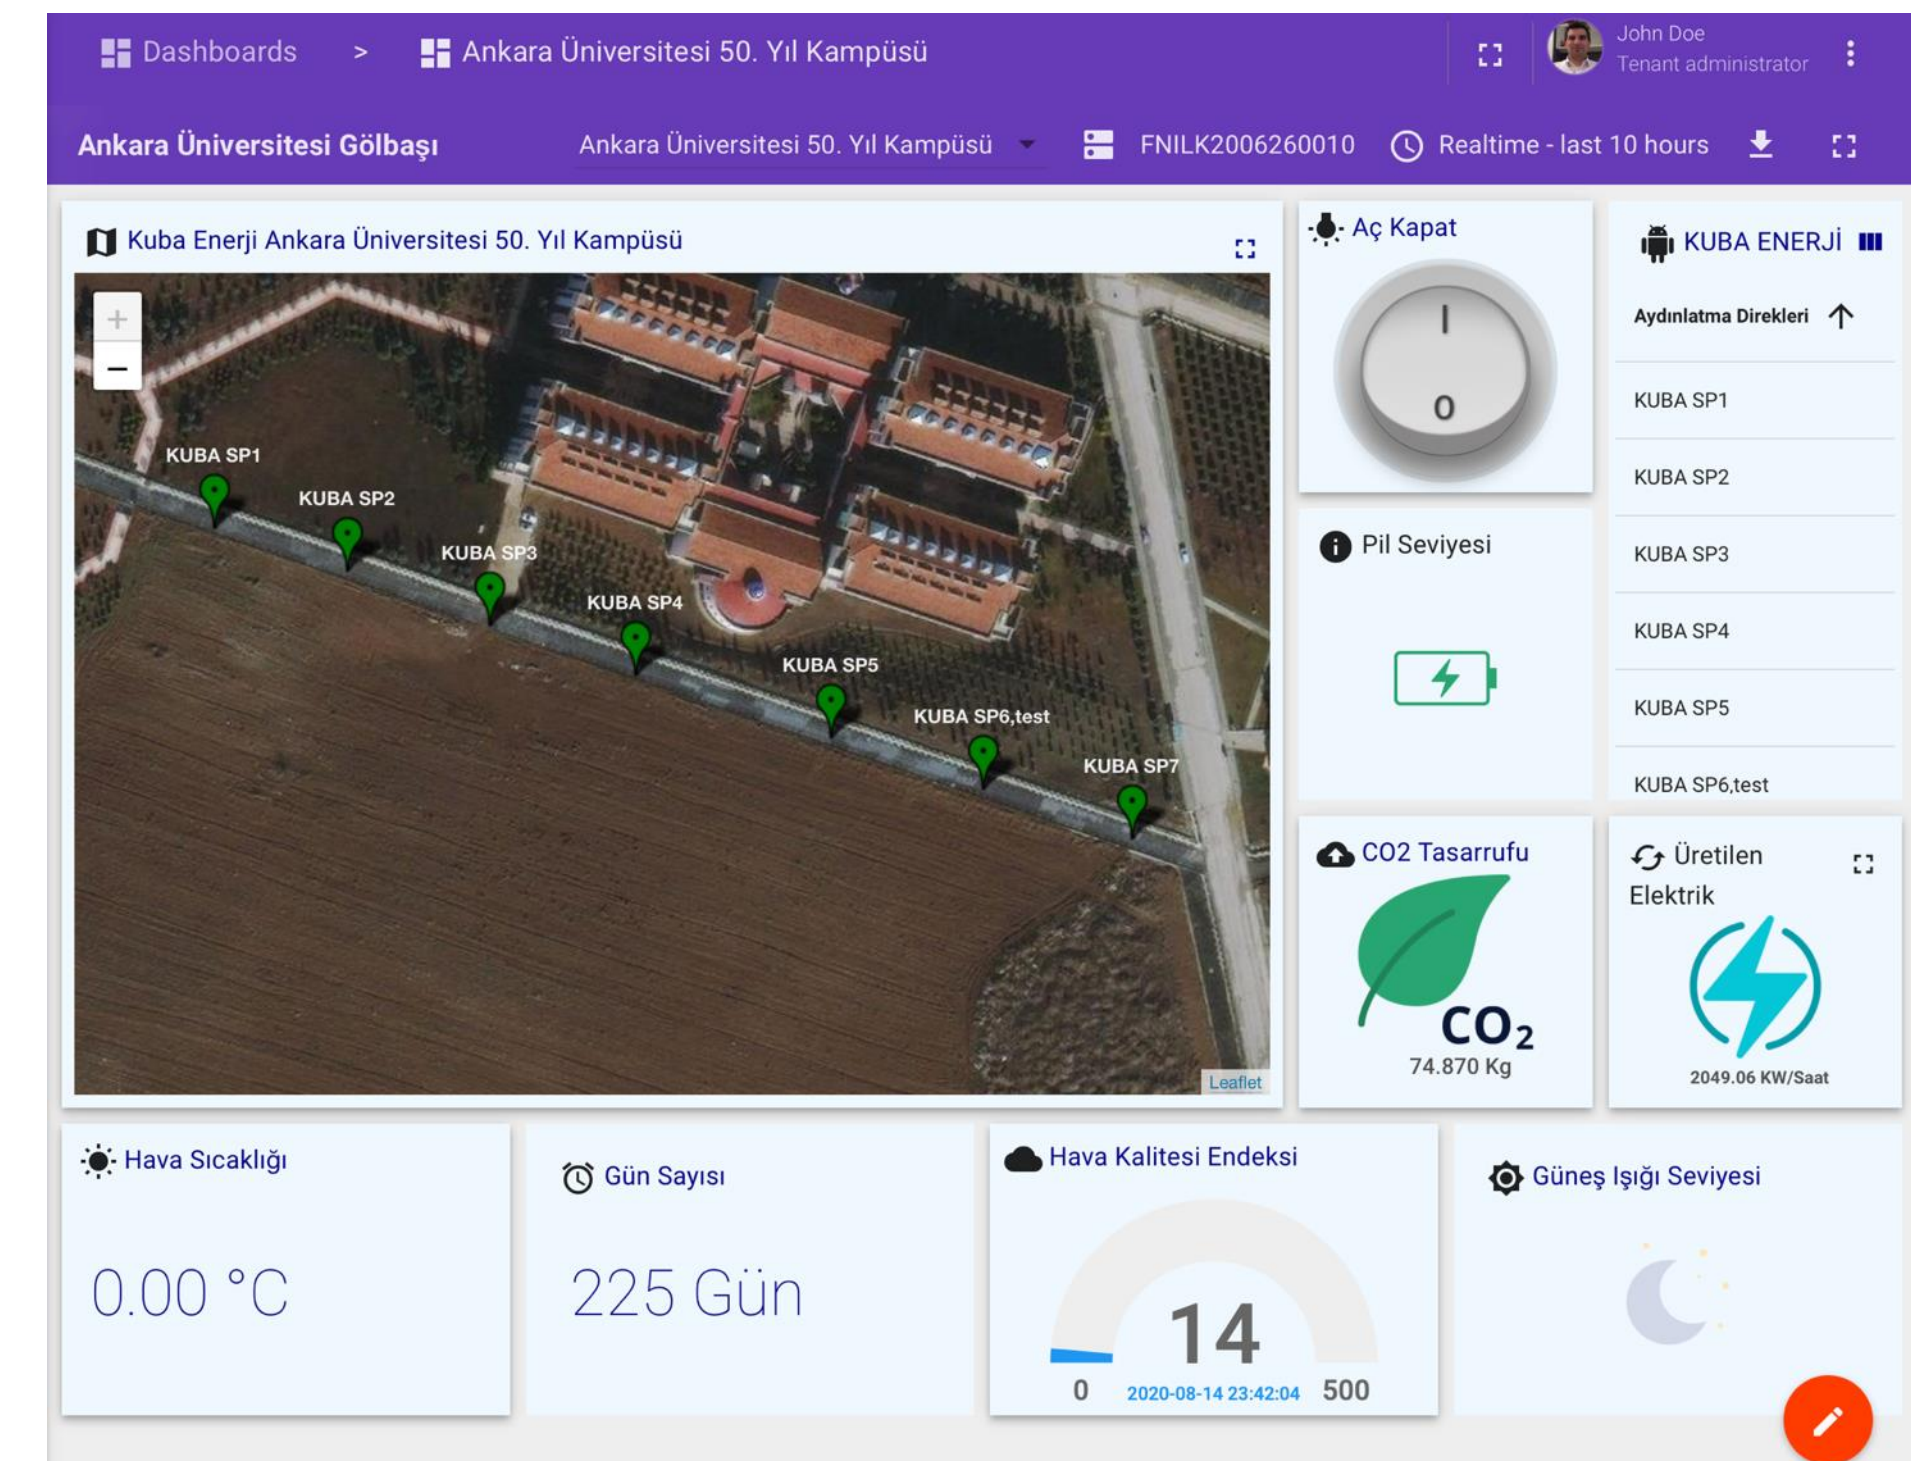 Dashboards > Ankara Üniversitesi 50. Yıl Kampüsü
John Doe
Tenant administrator
Ankara Üniversitesi Gölbaşı
Ankara Üniversitesi 50. Yıl Kampüsü
FNILK2006260010
Realtime - last 10 hours
Kuba Enerji Ankara Üniversitesi 50. Yıl Kampüsü
+
−
KUBA SP1
KUBA SP2
KUBA SP3
KUBA SP4
KUBA SP5
KUBA SP6,test
KUBA SP7
Leaflet
Aç Kapat
I
0
KUBA ENERJİ
Aydınlatma Direkleri
KUBA SP1
KUBA SP2
KUBA SP3
KUBA SP4
KUBA SP5
KUBA SP6,test
Pil Seviyesi
CO2 Tasarrufu
CO₂
74.870 Kg
Üretilen
Elektrik
2049.06 KW/Saat
Hava Sıcaklığı
0.00 °C
Gün Sayısı
225 Gün
Hava Kalitesi Endeksi
14
0
2020-08-14 23:42:04
500
Güneş Işığı Seviyesi